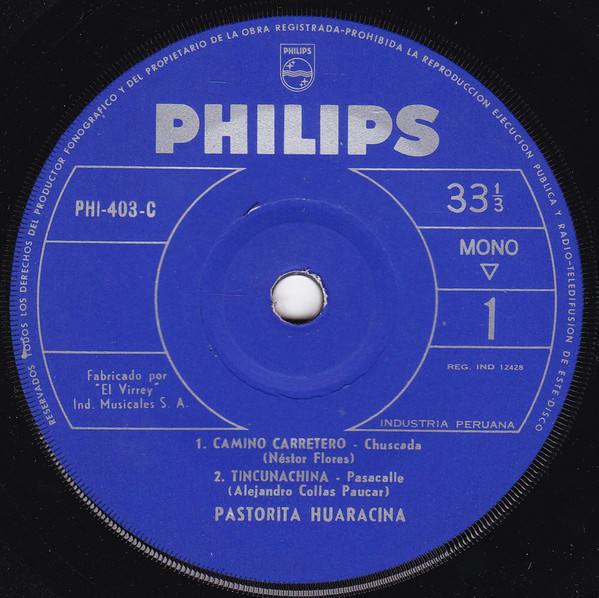 RESERVADOS TODOS LOS DERECHOS DEL PRODUCTOR FONOGRAFICO Y DEL PROPIETARIO DE LA OBRA REGISTRADA-PROHIBIDA LA REPRODUCCION EJECUCION PUBLICA Y RADIO-TELEDIFUSION DE ESTE-DISCO
PHILIPS
PHILIPS
PHI-403-C
33⅓
MONO
1
REG. IND 12428
Fabricado por
"El Virrey"
Ind. Musicales S. A.
INDUSTRIA PERUANA
1. CAMINO CARRETERO - Chuscada
(Néstor Flores)
2. TINCUNACHINA - Pasacalle
(Alejandro Collas Paucar)
PASTORITA HUARACINA